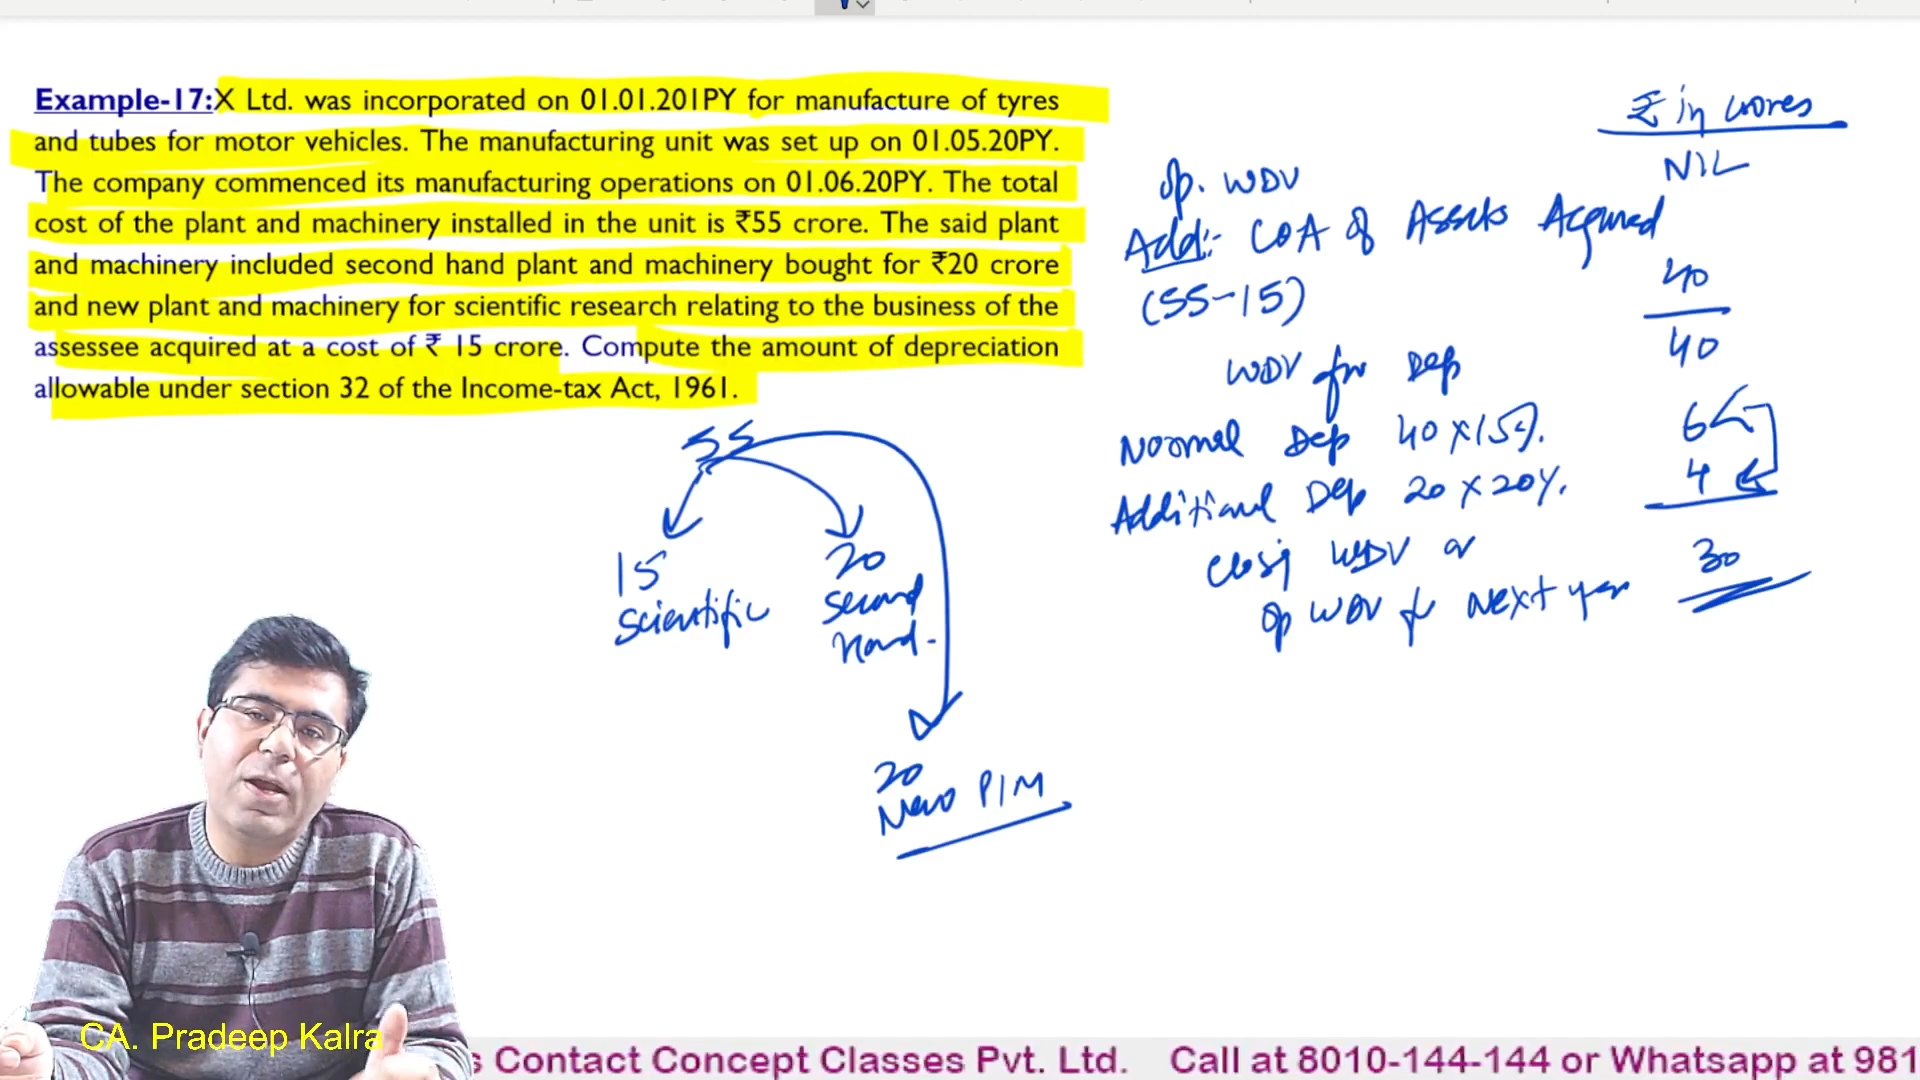 Example-17:X Ltd. was incorporated on 01.01.201PY for manufacture of tyres
and tubes for motor vehicles. The manufacturing unit was set up on 01.05.20PY.
The company commenced its manufacturing operations on 01.06.20PY. The total
cost of the plant and machinery installed in the unit is ₹55 crore. The said plant
and machinery included second hand plant and machinery bought for ₹20 crore
and new plant and machinery for scientific research relating to the business of the
assessee acquired at a cost of ₹ 15 crore. Compute the amount of depreciation
allowable under section 32 of the Income-tax Act, 1961.
55
15
Scientific
20
Second
Hand.
20
New P/M
₹ in crores
Op. WDV NIL
Add:- COA of Assets Acquired
(55-15) 40
WDV for Dep 40
Normal Dep 40 X 15%. 6
Additional Dep 20 X 20%. 4
Closing WDV or 30
Op WDV for Next year
CA. Pradeep Kalra
s Contact Concept Classes Pvt. Ltd. Call at 8010-144-144 or Whatsapp at 981